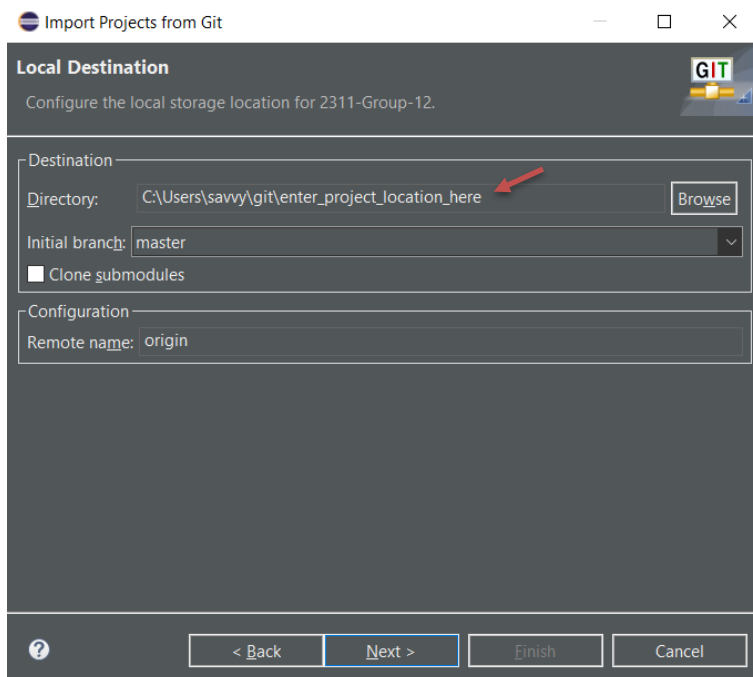 Import Projects from Git
Local Destination
GIT
Configure the local storage location for 2311-Group-12.
Destination
Directory: C:\Users\savvy\git\enter_project_location_here Browse
Initial branch: master
Clone submodules
Configuration
Remote name: origin
? < Back Next > Finish Cancel